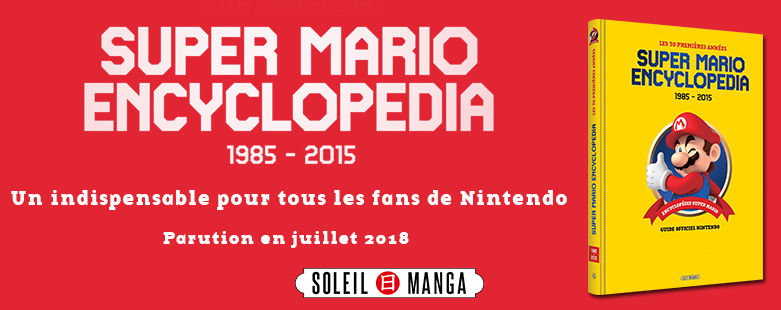 SUPER MARIO
ENCYCLOPEDIA
1985 - 2015
Un indispensable pour tous les fans de Nintendo
Parution en juillet 2018
SOLEIL 日 MANGA
LES 30 PREMIÈRES ANNÉES
SUPER MARIO
ENCYCLOPEDIA
1985 - 2015
ENCYCLOPÉDIE SUPER MARIO
GUIDE OFFICIEL NINTENDO
SUPER MARIO ENCYCLOPEDIA